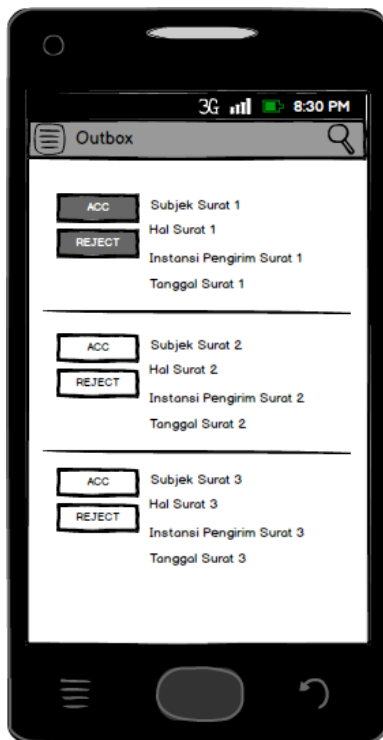 3G 8:30 PM
Outbox
ACC
REJECT
Subjek Surat 1
Hal Surat 1
Instansi Pengirim Surat 1
Tanggal Surat 1
ACC
REJECT
Subjek Surat 2
Hal Surat 2
Instansi Pengirim Surat 2
Tanggal Surat 2
ACC
REJECT
Subjek Surat 3
Hal Surat 3
Instansi Pengirim Surat 3
Tanggal Surat 3